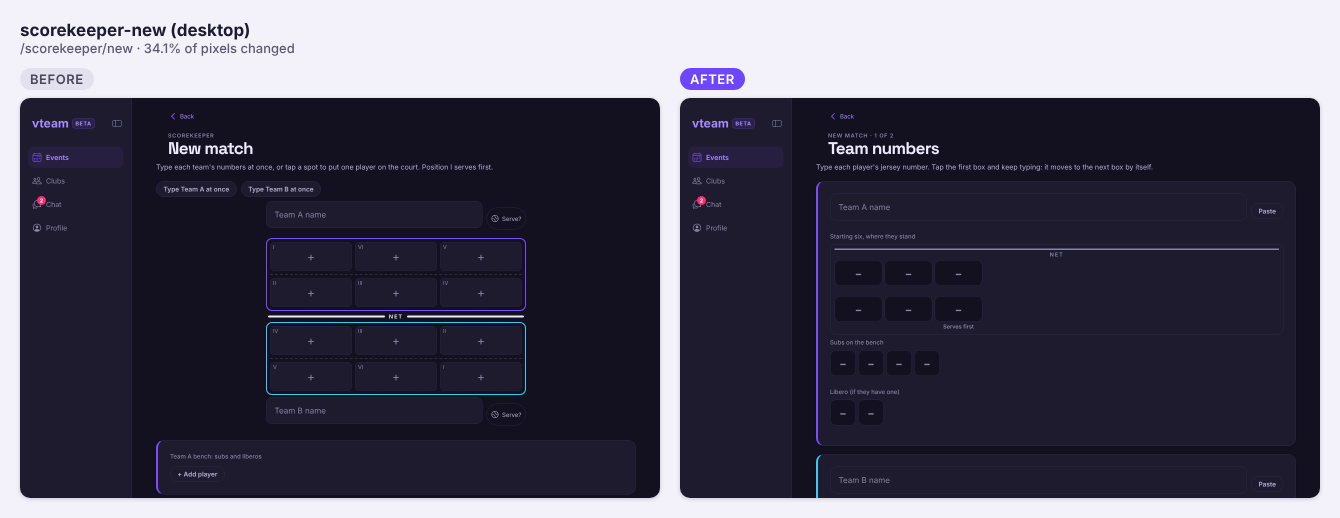 scorekeeper-new (desktop)
/scorekeeper/new · 34.1% of pixels changed
BEFORE
vteam BETA
Events
Clubs
2
Chat
Profile
Back
SCOREKEEPER
New match
Type each team's numbers at once, or tap a spot to put one player on the court. Position I serves first.
Type Team A at once
Type Team B at once
Team A name
Serve?
I VI V
+ + +
II III IV
+ + +
NET
IV III II
+ + +
V VI I
+ + +
Team B name
Serve?
Team A bench: subs and liberos
+ Add player
AFTER
vteam BETA
Events
Clubs
2
Chat
Profile
Back
NEW MATCH · 1 OF 2
Team numbers
Type each player's jersey number. Tap the first box and keep typing: it moves to the next box by itself.
Team A name
Paste
Starting six, where they stand
NET
– – –
– – –
Serves first
Subs on the bench
– – – –
Libero (if they have one)
– –
Team B name
Paste